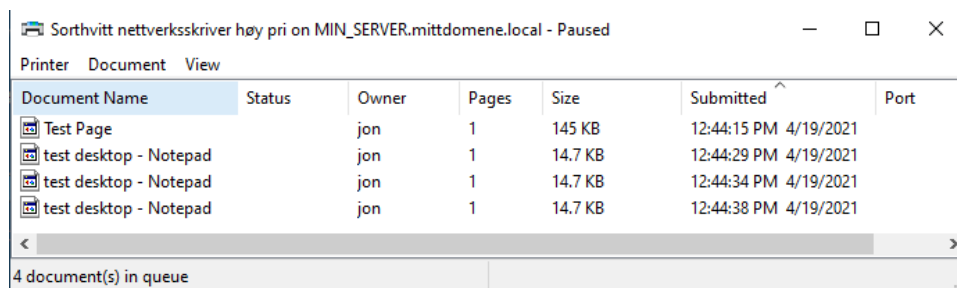 Sorthvitt nettverksskriver høy pri on MIN_SERVER.mittdomene.local - Paused
Printer Document View
Document Name Status Owner Pages Size Submitted Port
Test Page jon 1 145 KB 12:44:15 PM 4/19/2021
test desktop - Notepad jon 1 14.7 KB 12:44:29 PM 4/19/2021
test desktop - Notepad jon 1 14.7 KB 12:44:34 PM 4/19/2021
test desktop - Notepad jon 1 14.7 KB 12:44:38 PM 4/19/2021
4 document(s) in queue